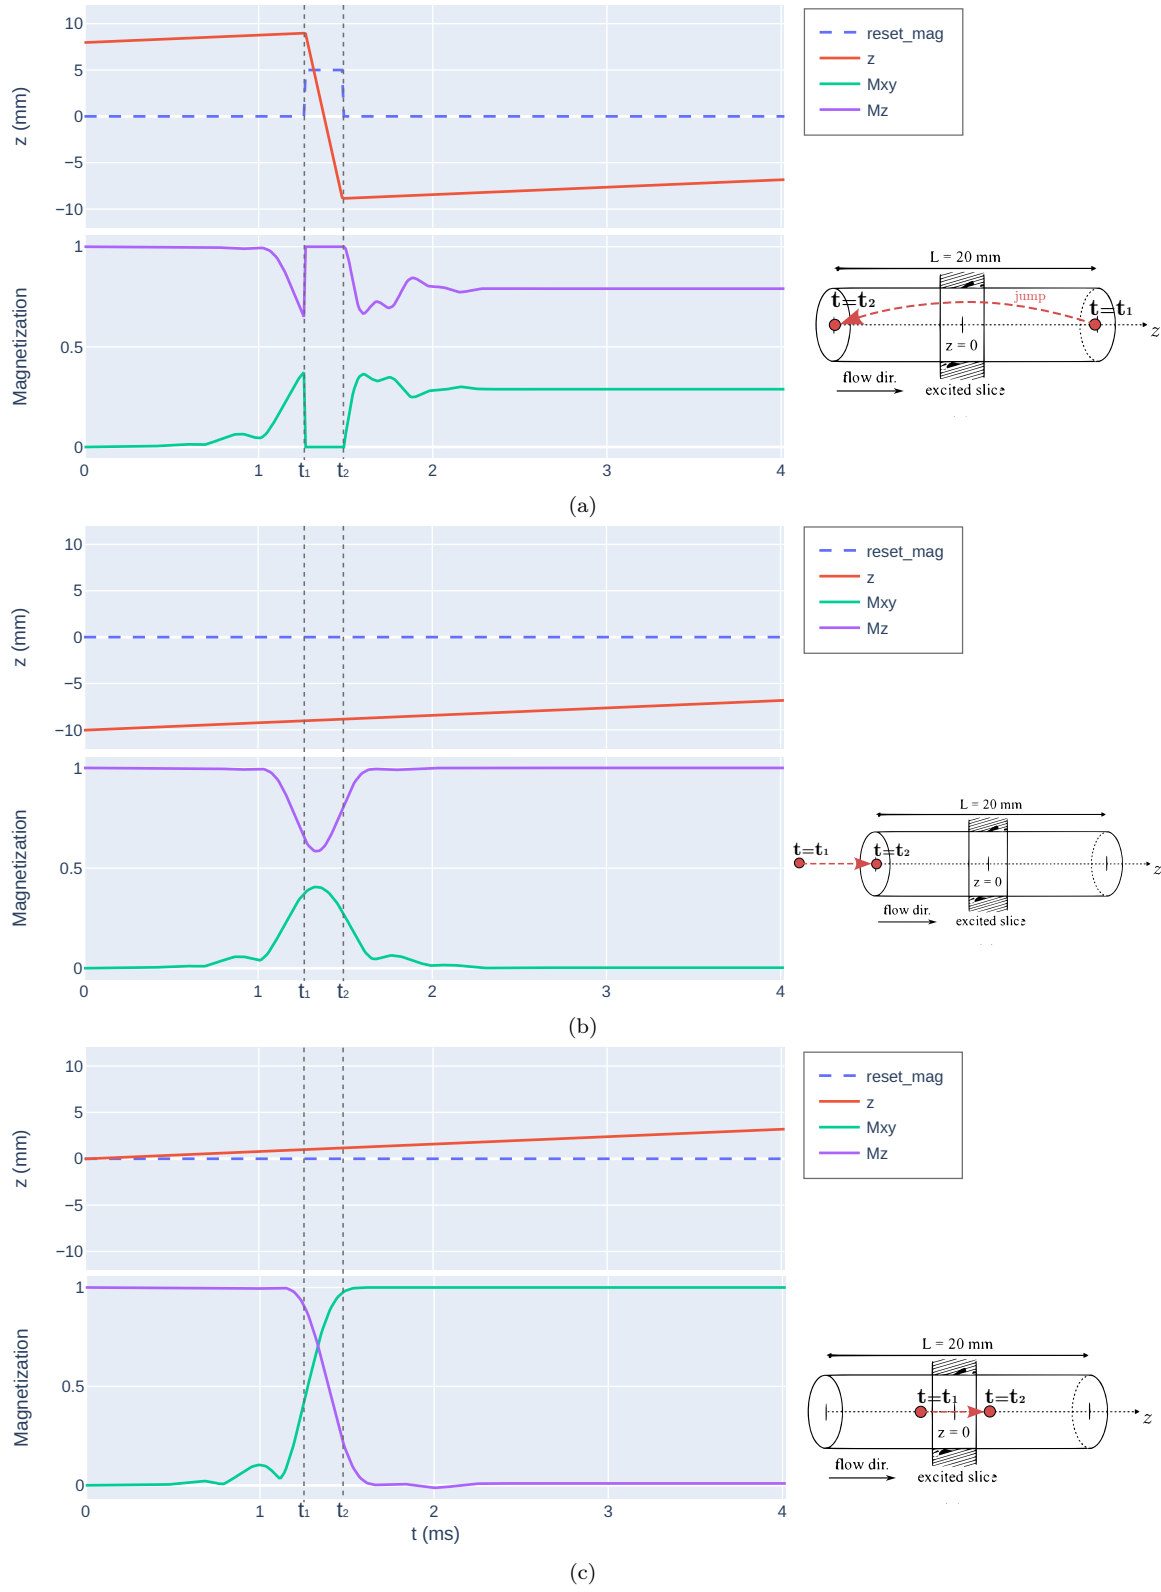 10
5
0
−5
−10
z (mm)
reset_mag
z
Mxy
Mz
1
0.5
0
Magnetization
0
1
t₁
t₂
2
3
4
L = 20 mm
t=t₂
jump
t=t₁
z
z = 0
flow dir.
excited slice
(a)
10
5
0
−5
−10
z (mm)
reset_mag
z
Mxy
Mz
1
0.5
0
Magnetization
0
1
t₁
t₂
2
3
4
L = 20 mm
t=t₁
t=t₂
z
z = 0
flow dir.
excited slice
(b)
10
5
0
−5
−10
z (mm)
reset_mag
z
Mxy
Mz
1
0.5
0
Magnetization
0
1
t₁
t₂
2
3
4
t (ms)
L = 20 mm
t=t₁
t=t₂
z
z = 0
flow dir.
excited slice
(c)